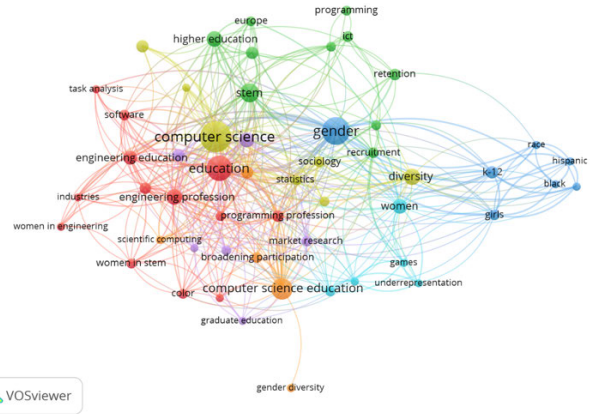 programming
europe
higher education
ict
retention
stem
task analysis
software
computer science
gender
race
hispanic
engineering education
education
sociology
recruitment
k-12
black
statistics
diversity
industries
engineering profession
women
girls
programming profession
women in engineering
scientific computing
market research
broadening participation
women in stem
games
underrepresentation
color
computer science education
graduate education
gender diversity
VOSviewer